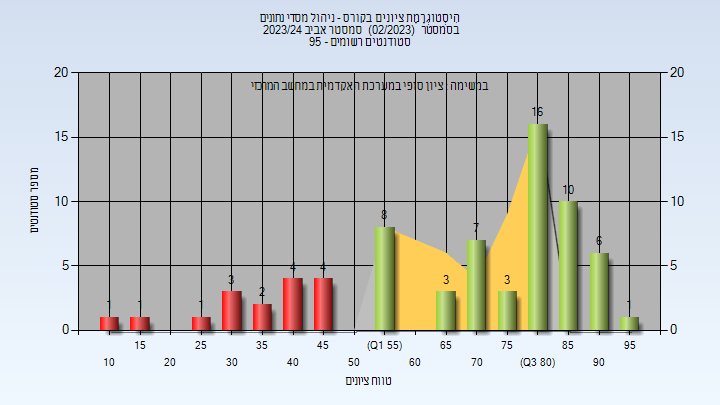 היסטוגרמת ציונים בקורס - ניהול מסדי נתונים
בסמסטר (02/2023) סמסטר אביב 2023/24
סטודנטים רשומים - 95
במשימה ציון סופי במערכת האקדמית במחשב המרכזי
מספר סטודנטים
20 20
15 15
10 10
5 5
0 0
1 1 1 3 2 4 4 8 3 7 3 16 10 6 1
15 25 35 45 (Q1 55) 65 75 85 95
10 20 30 40 50 60 70 (Q3 80) 90
טווח ציונים